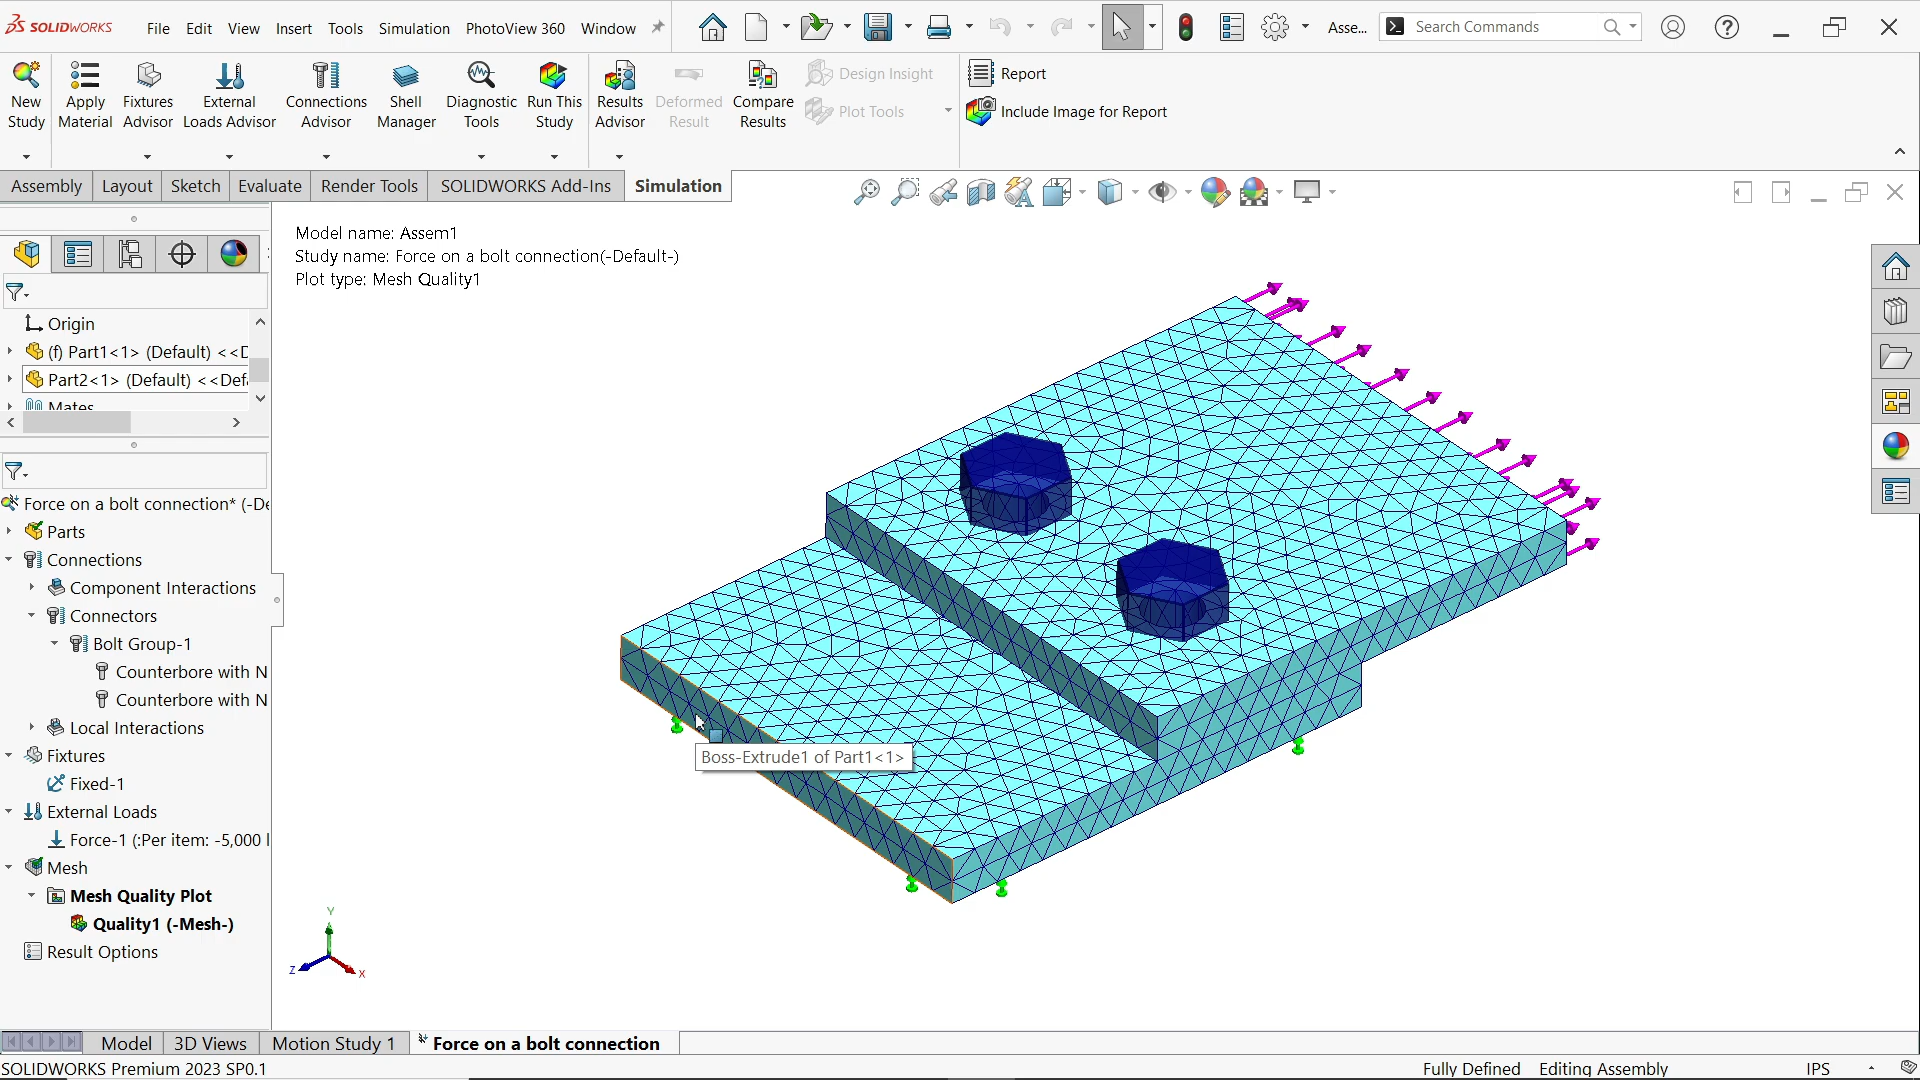 SOLIDWORKS File Edit View Insert Tools Simulation PhotoView 360 Window Asse... Search Commands
New Study
Apply Material
Fixtures Advisor
External Loads Advisor
Connections Advisor
Shell Manager
Diagnostic Tools
Run This Study
Results Advisor
Deformed Result
Compare Results
Design Insight
Plot Tools
Report
Include Image for Report
Assembly Layout Sketch Evaluate Render Tools SOLIDWORKS Add-Ins Simulation
Model name: Assem1
Study name: Force on a bolt connection(-Default-)
Plot type: Mesh Quality1
Origin
(f) Part1<1> (Default) <<D
Part2<1> (Default) <<Def
Mates
Force on a bolt connection* (-De
Parts
Connections
Component Interactions
Connectors
Bolt Group-1
Counterbore with N
Counterbore with N
Local Interactions
Fixtures
Fixed-1
External Loads
Force-1 (:Per item: -5,000 l
Mesh
Mesh Quality Plot
Quality1 (-Mesh-)
Result Options
Boss-Extrude1 of Part1<1>
Y
Z
X
Model 3D Views Motion Study 1 Force on a bolt connection
SOLIDWORKS Premium 2023 SP0.1 Fully Defined Editing Assembly IPS